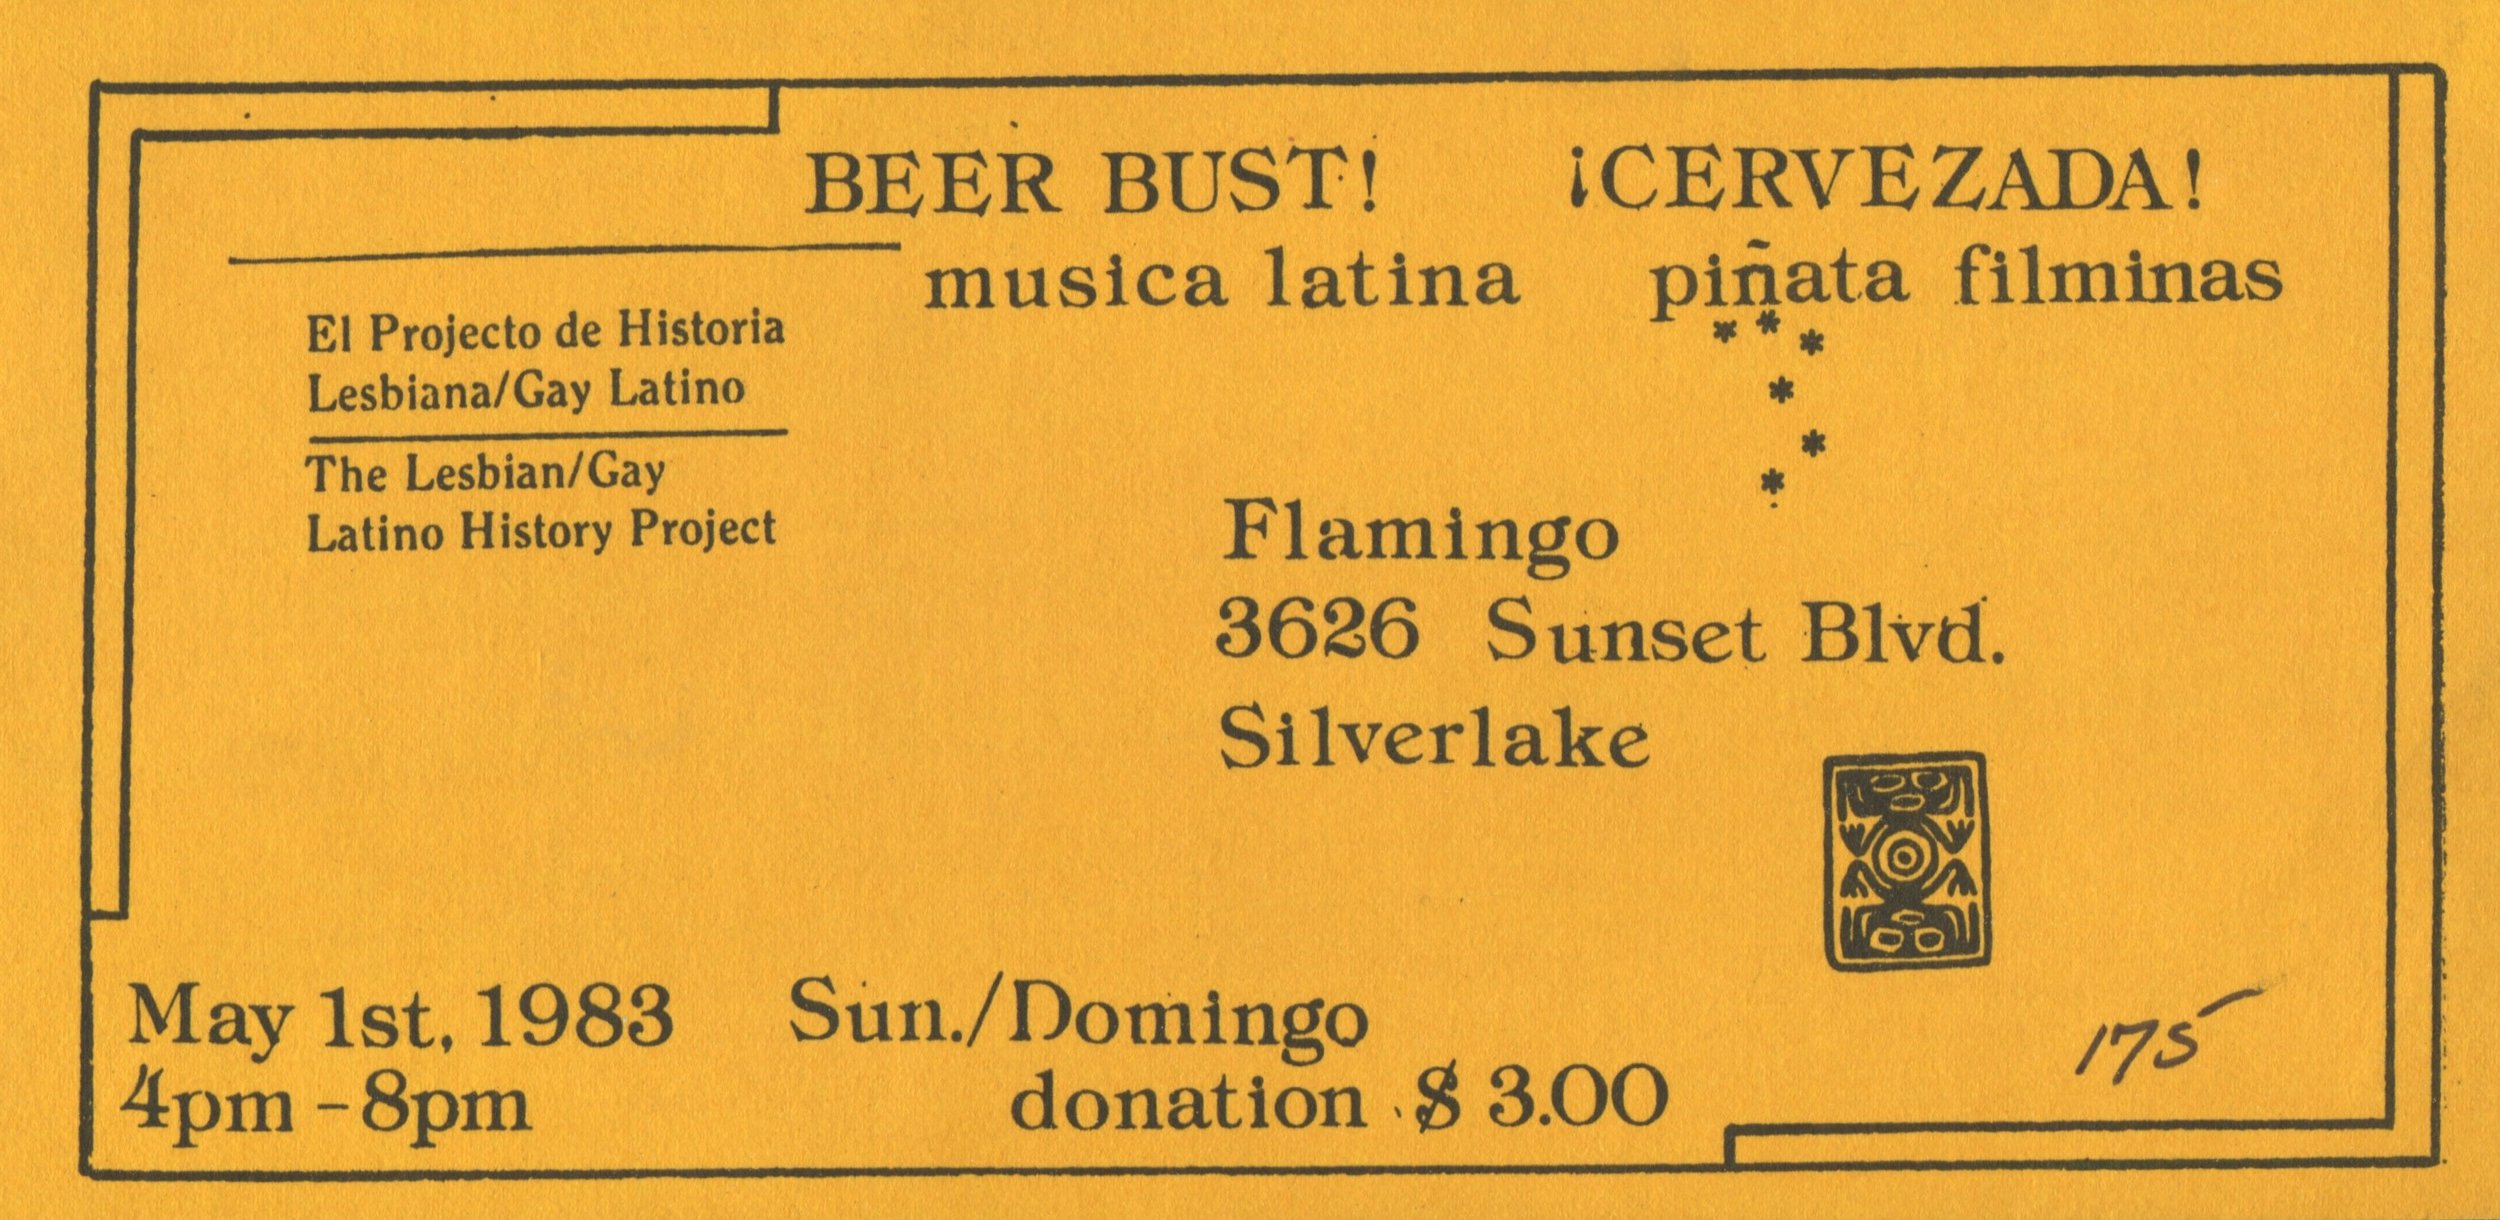 BEER BUST! ¡CERVEZADA!
musica latina piñata filminas
* * *
*
*
*
El Projecto de Historia
Lesbiana/Gay Latino
The Lesbian/Gay
Latino History Project
Flamingo
3626 Sunset Blvd.
Silverlake
May 1st, 1983 Sun./Domingo
4pm - 8pm donation $ 3.00
175